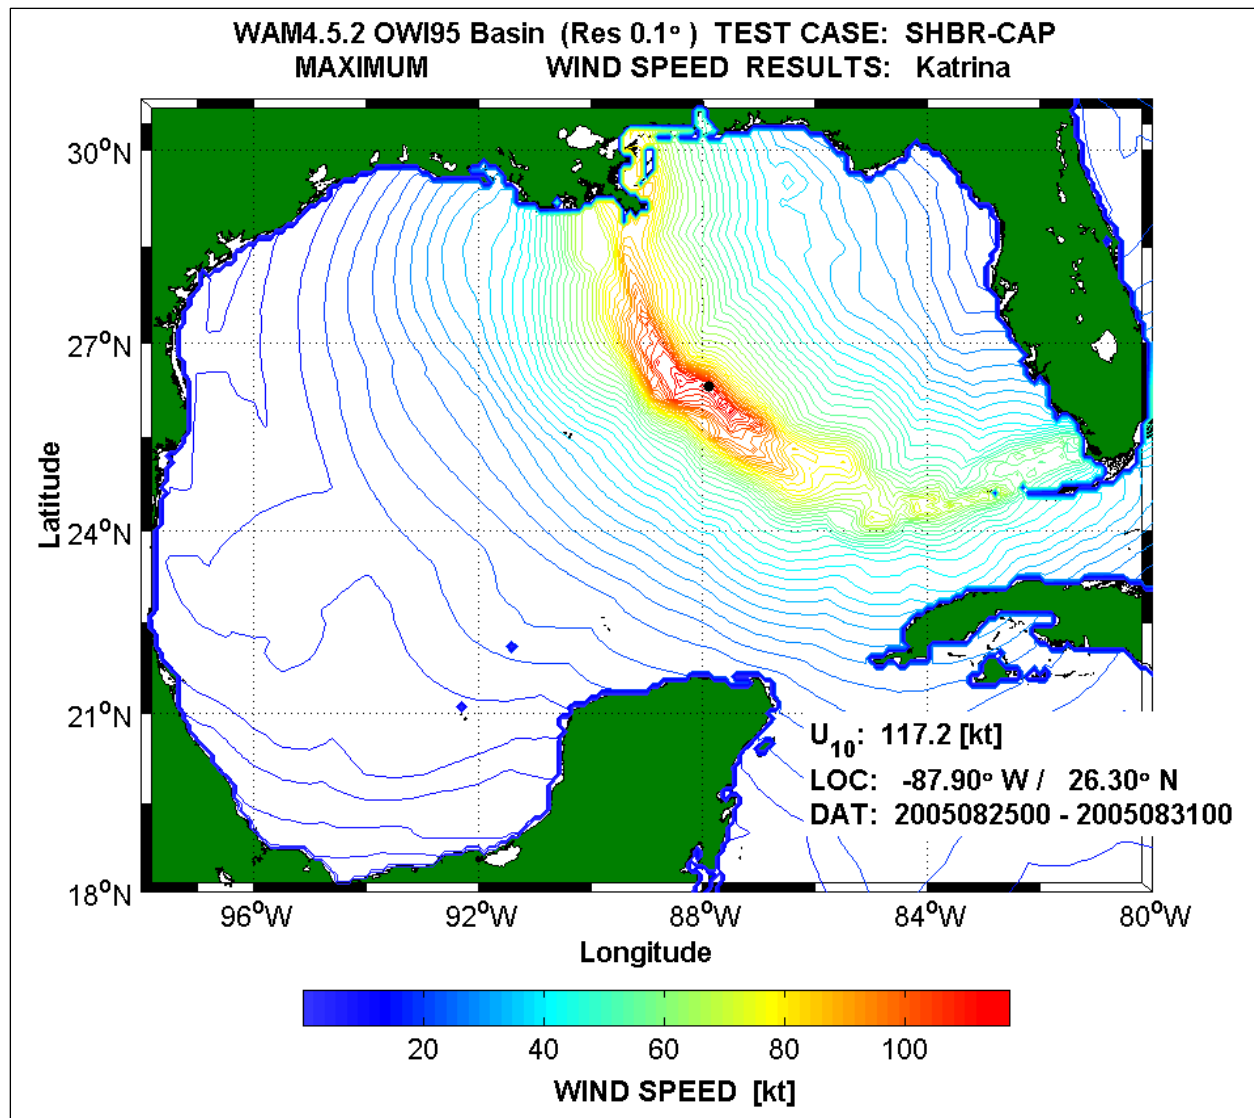 WAM4.5.2 OWI95 Basin (Res 0.1° ) TEST CASE: SHBR-CAP
MAXIMUM WIND SPEED RESULTS: Katrina
30°N
27°N
24°N
21°N
18°N
Latitude
U10: 117.2 [kt]
LOC: -87.90° W / 26.30° N
DAT: 2005082500 - 2005083100
96°W 92°W 88°W 84°W 80°W
Longitude
20 40 60 80 100
WIND SPEED [kt]